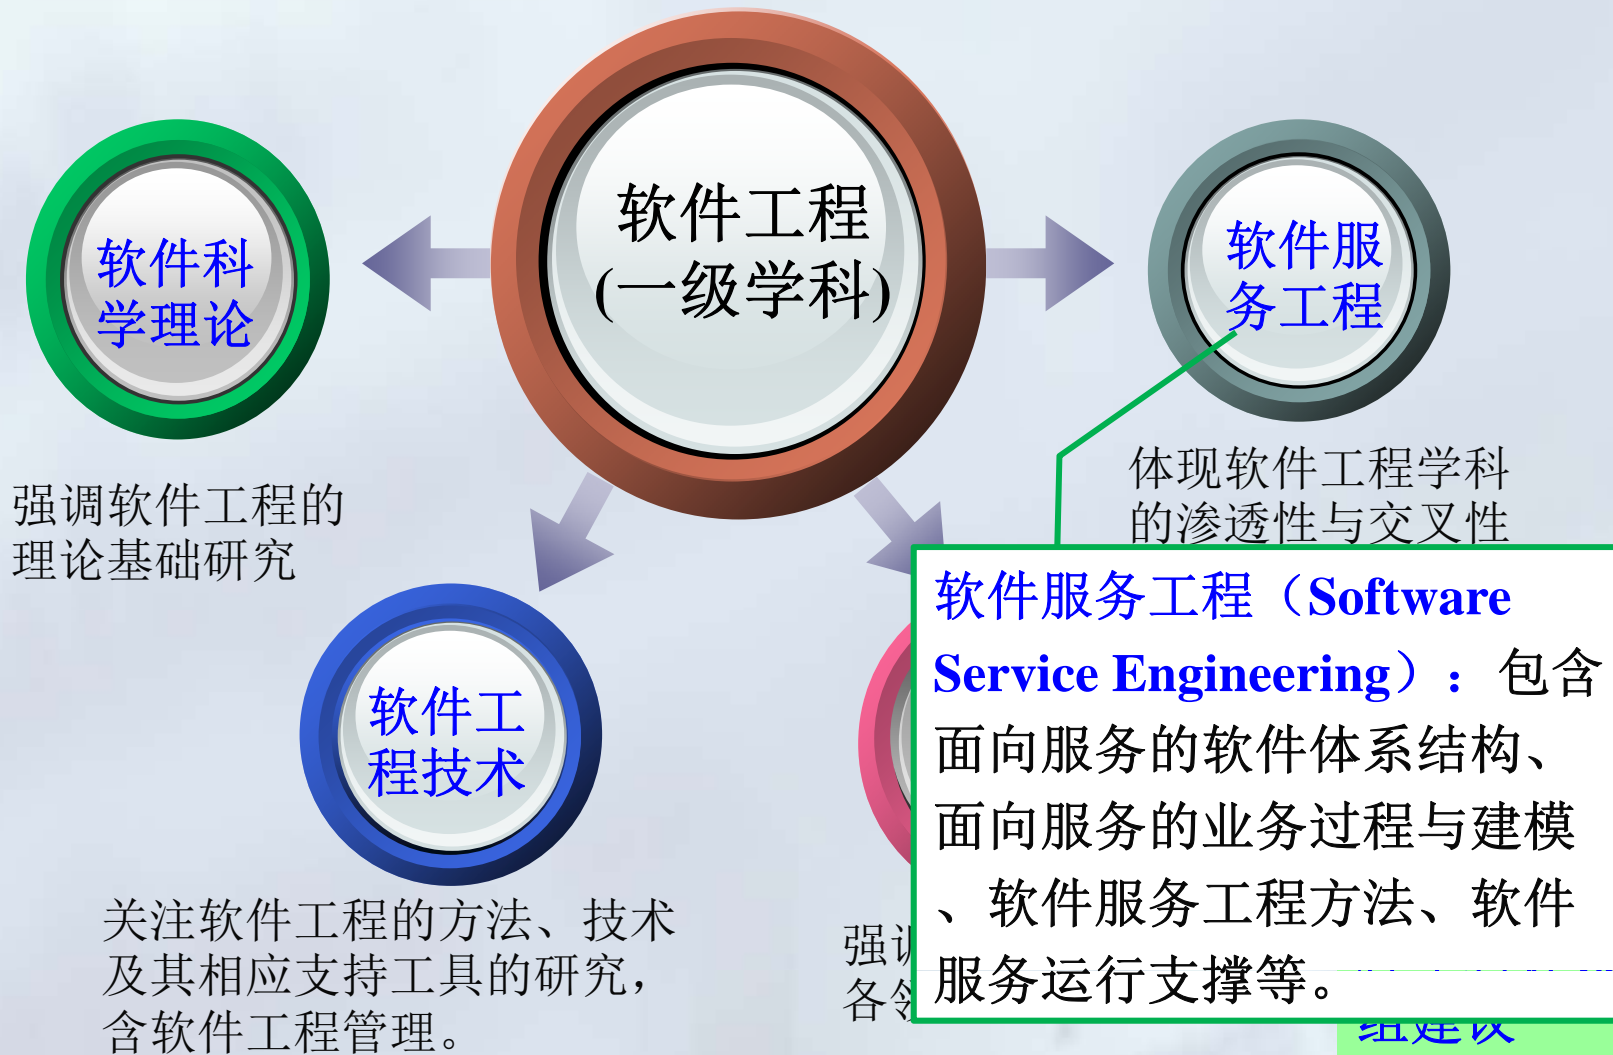 软件工程
(一级学科)
软件科
学理论
强调软件工程的
理论基础研究
软件服
务工程
体现软件工程学科
的渗透性与交叉性
软件工
程技术
关注软件工程的方法、技术
及其相应支持工具的研究，
含软件工程管理。
强
各
软件服务工程（Software
Service Engineering）：包含
面向服务的软件体系结构、
面向服务的业务过程与建模
、软件服务工程方法、软件
服务运行支撑等。
组建议